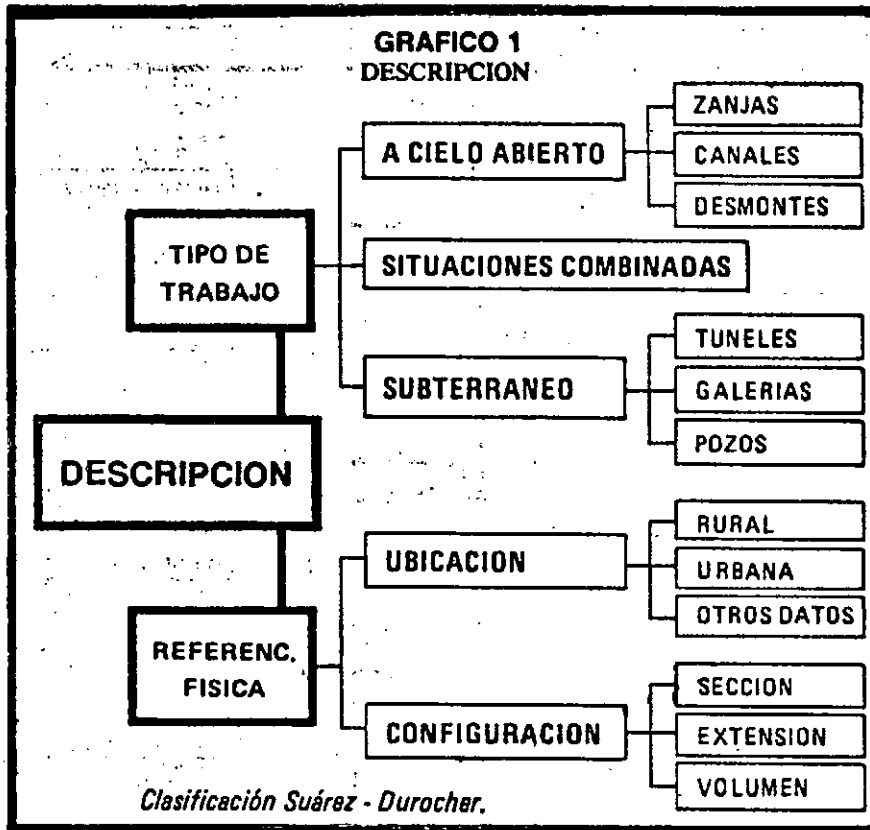 GRAFICO 1
DESCRIPCION
A CIELO ABIERTO
ZANJAS
CANALES
DESMONTES
TIPO DE
TRABAJO
SITUACIONES COMBINADAS
SUBTERRANEO
TUNELES
GALERIAS
POZOS
DESCRIPCION
UBICACION
RURAL
URBANA
OTROS DATOS
REFERENC.
FISICA
CONFIGURACION
SECCION
EXTENSION
VOLUMEN
Clasificación Suárez - Durocher.